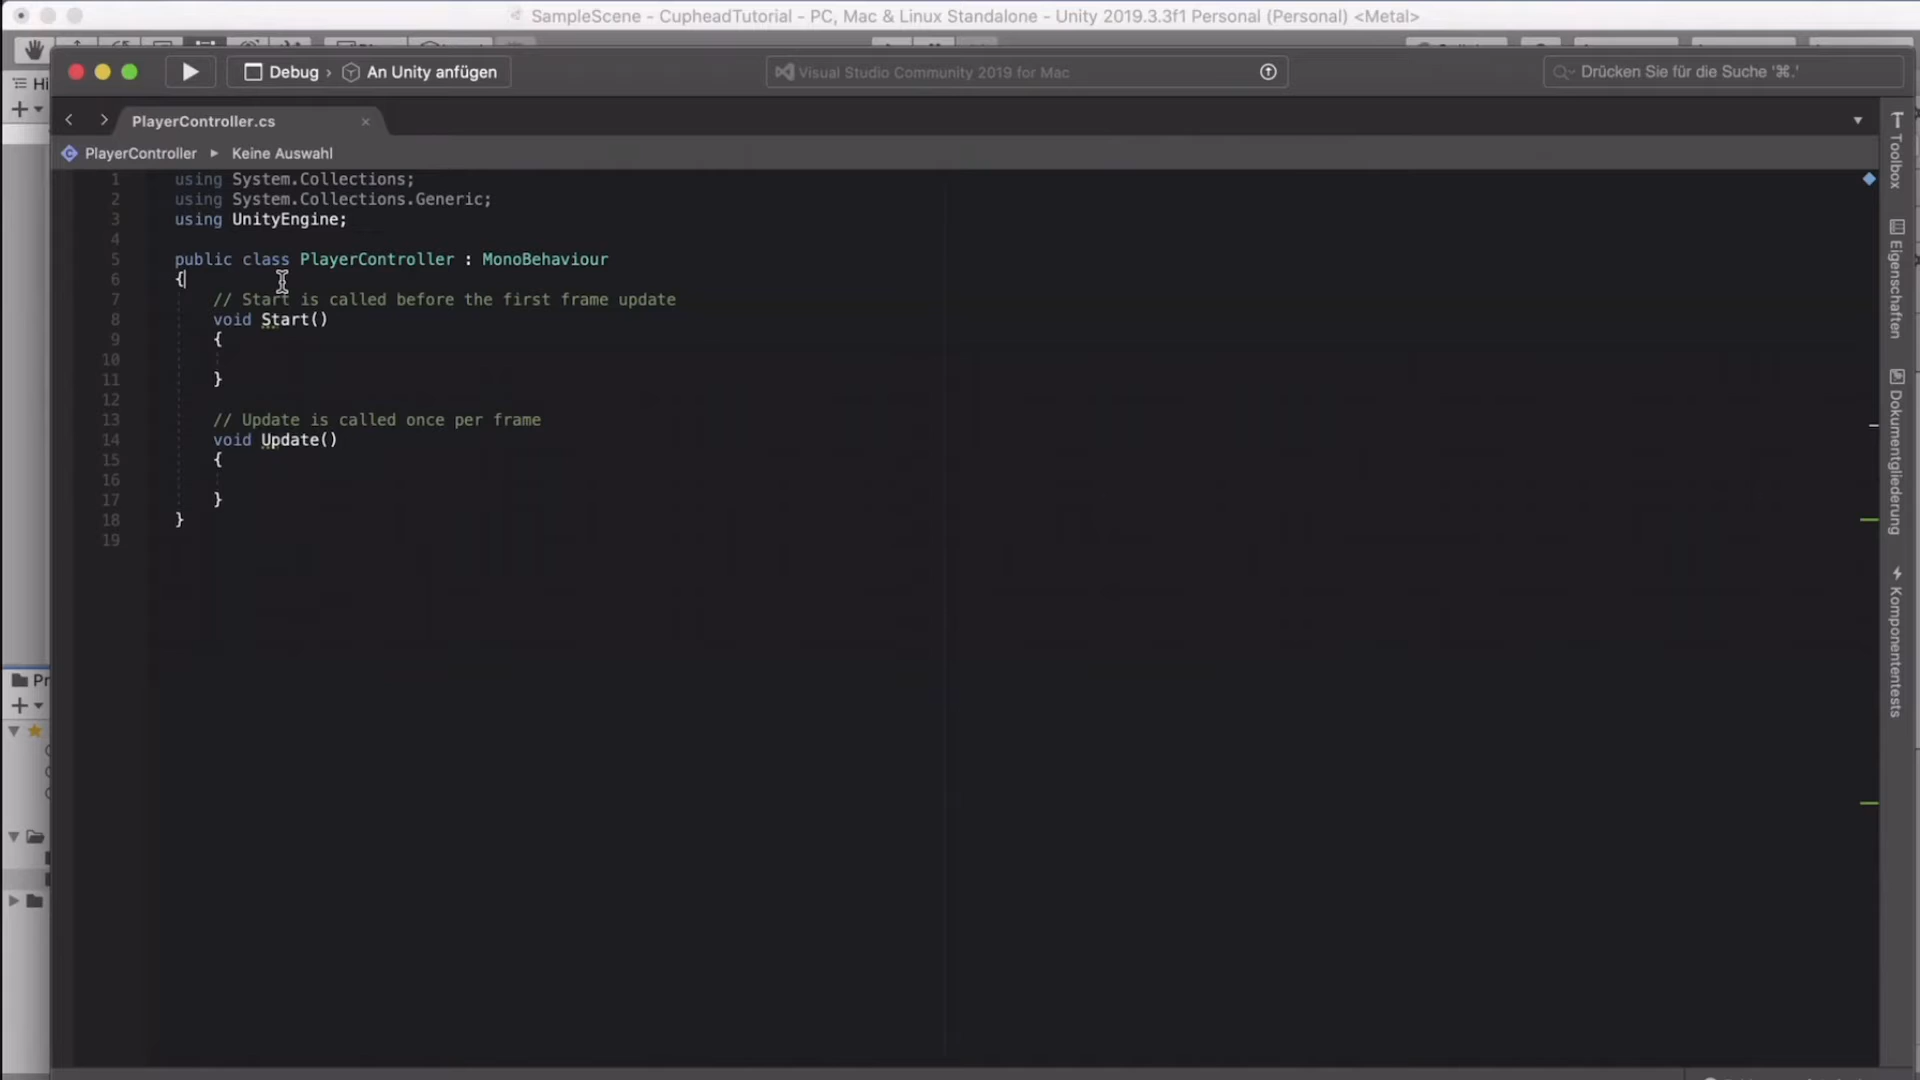 SampleScene - CupheadTutorial - PC, Mac & Linux Standalone - Unity 2019.3.3f1 Personal (Personal) <Metal>
Debug › An Unity anfügen
Visual Studio Community 2019 for Mac
Drücken Sie für die Suche '⌘.'
Hi
PlayerController.cs
PlayerController ▸ Keine Auswahl
1 using System.Collections;
2 using System.Collections.Generic;
3 using UnityEngine;
4
5 public class PlayerController : MonoBehaviour
6 {
7 // Start is called before the first frame update
8 void Start()
9 {
10
11 }
12
13 // Update is called once per frame
14 void Update()
15 {
16
17 }
18 }
19
Pr
Toolbox
Eigenschaften
Dokumentgliederung
Komponententests